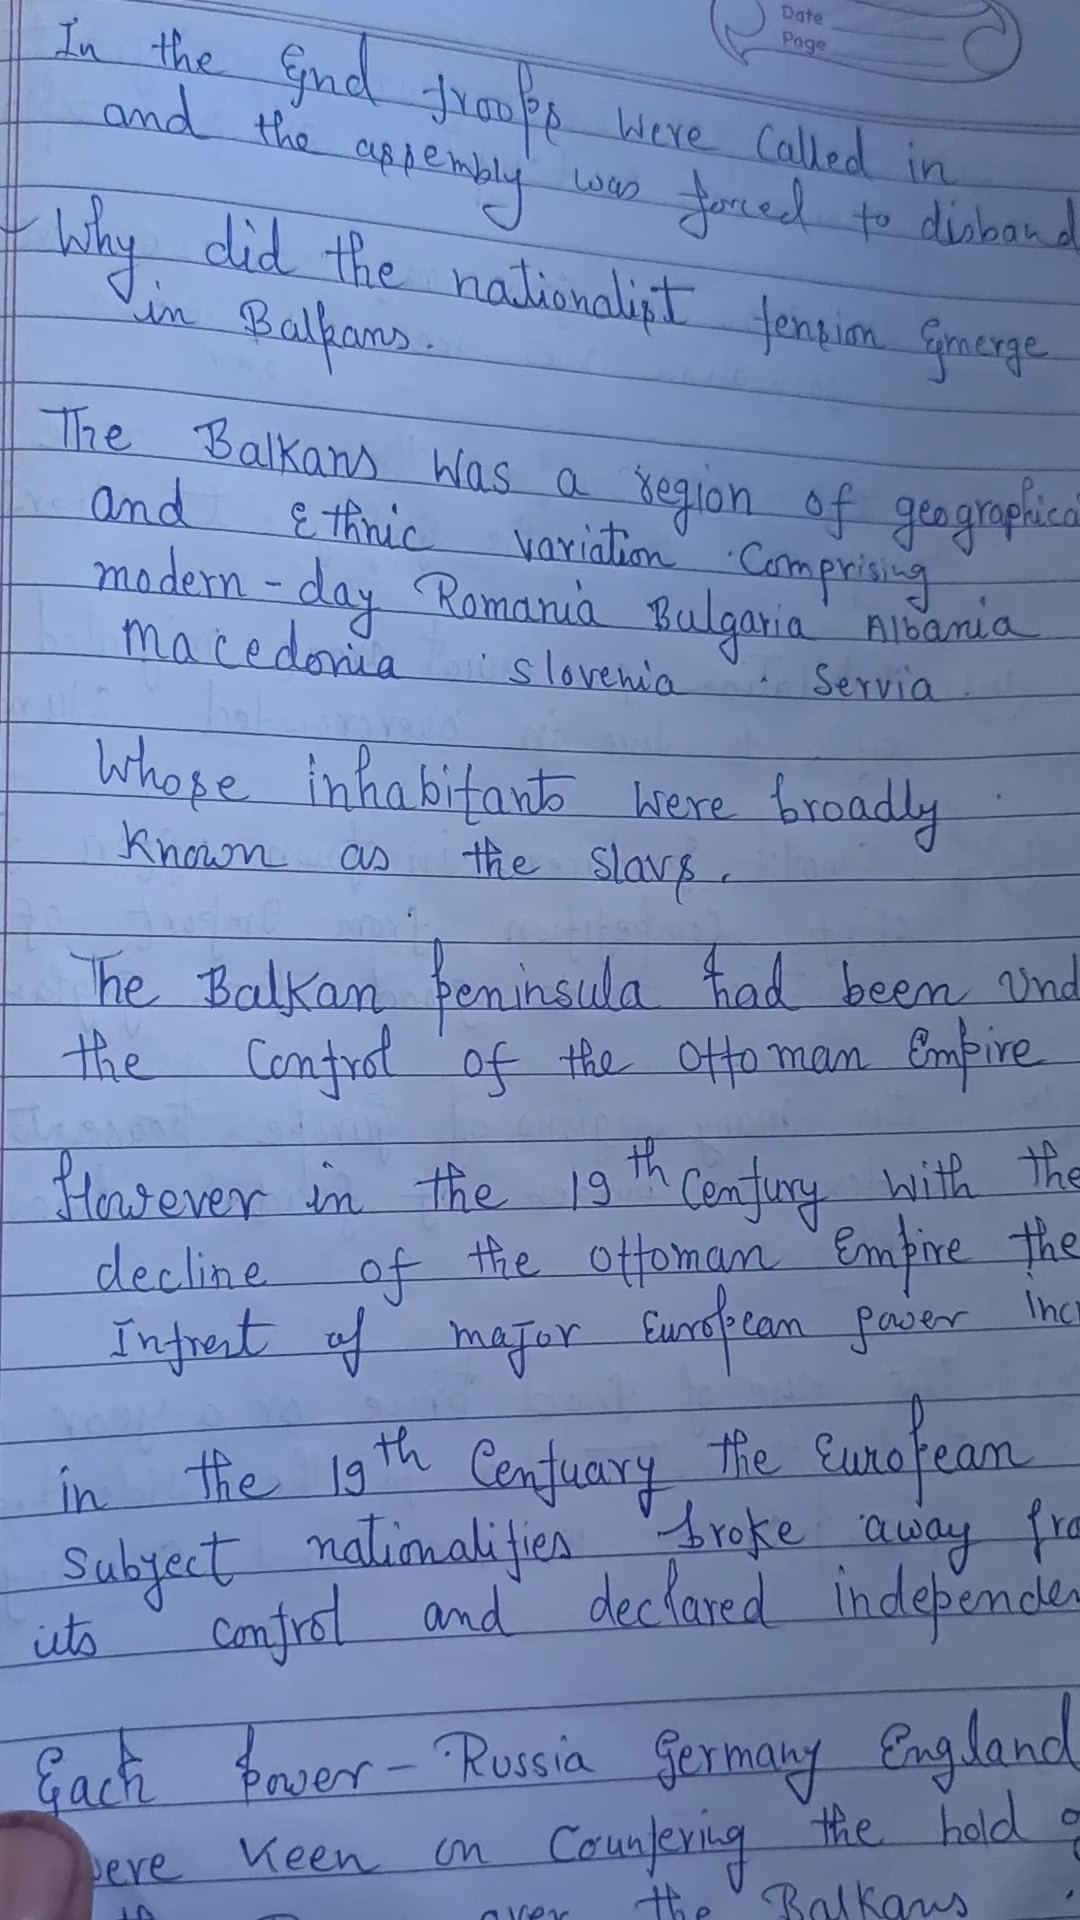 Date
Page
In the End troops were called in
and the assembly was forced to disband
Why did the nationalist tension Emerge
in Balkans.
The Balkans was a region of geographica
and Ethnic variation Comprising
modern-day Romania Bulgaria Albania
Macedonia Slovenia Servia
Whose inhabitants were broadly
Known as the slavs.
The Balkan peninsula had been Und
the Control of the Ottoman Empire
However in the 19th Century with the
decline of the Ottoman Empire the
Intrest of major European power inc
in the 19th Centuary the European
Subject nationalities broke away fro
its control and declared independen
Each power - Russia Germany England
were Keen on Countering the hold o
over the Balkans